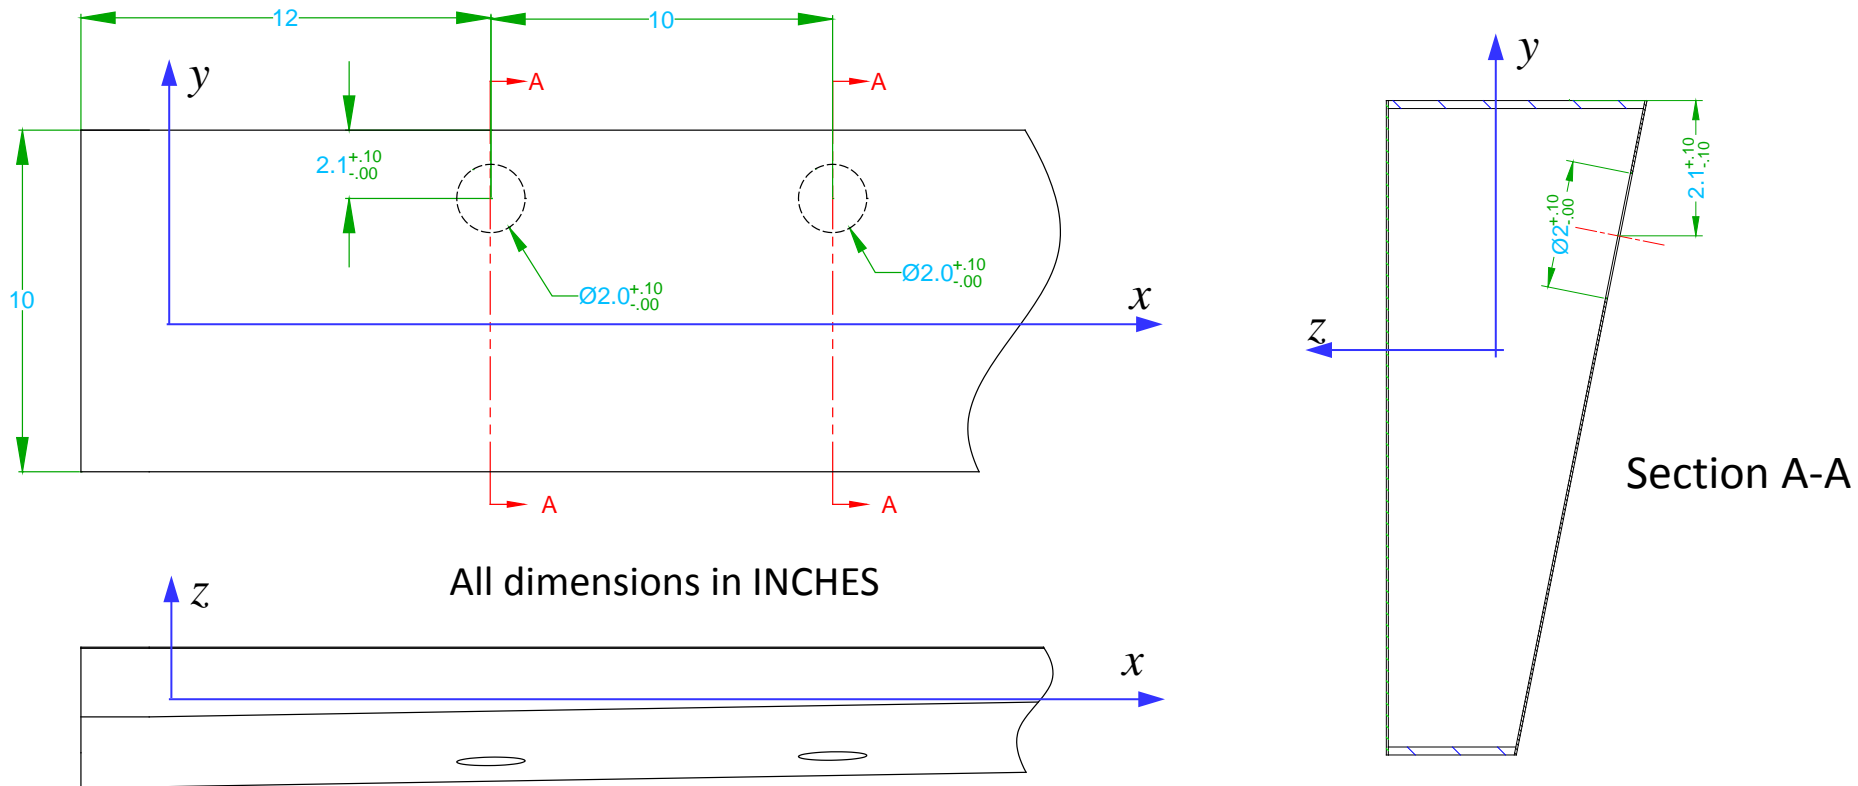 12
10
y
A
A
2.1+.10 -.00
10
Ø2.0+.10 -.00
Ø2.0+.10 -.00
x
A
A
All dimensions in INCHES
z
x
y
z
2.1+.10 -.10
Ø2+.10 -.00
Section A-A